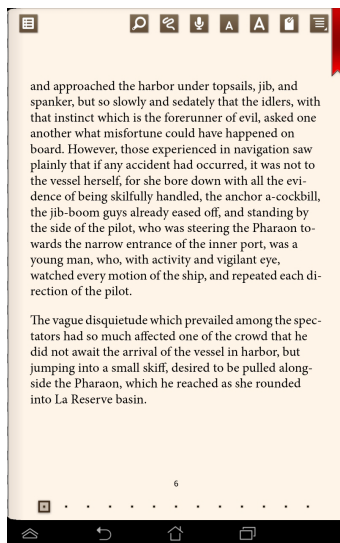 A
A
and approached the harbor under topsails, jib, and
spanker, but so slowly and sedately that the idlers, with
that instinct which is the forerunner of evil, asked one
another what misfortune could have happened on
board. However, those experienced in navigation saw
plainly that if any accident had occurred, it was not to
the vessel herself, for she bore down with all the evi-
dence of being skilfully handled, the anchor a-cockbill,
the jib-boom guys already eased off, and standing by
the side of the pilot, who was steering the Pharaon to-
wards the narrow entrance of the inner port, was a
young man, who, with activity and vigilant eye,
watched every motion of the ship, and repeated each di-
rection of the pilot.
The vague disquietude which prevailed among the spec-
tators had so much affected one of the crowd that he
did not await the arrival of the vessel in harbor, but
jumping into a small skiff, desired to be pulled along-
side the Pharaon, which he reached as she rounded
into La Reserve basin.
6